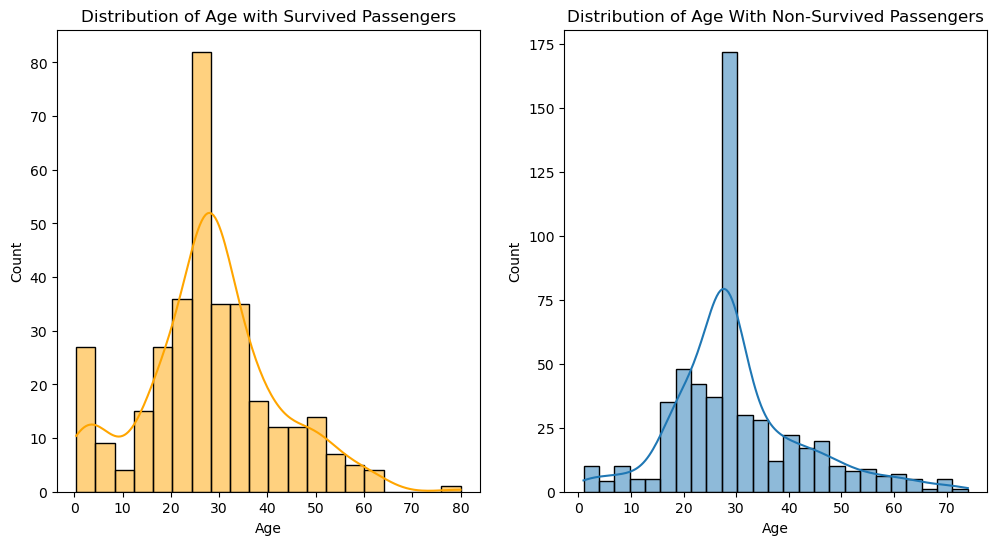 Distribution of Age with Survived Passengers
Count
80
70
60
50
40
30
20
10
0
0 10 20 30 40 50 60 70 80
Age
Distribution of Age With Non-Survived Passengers
Count
175
150
125
100
75
50
25
0
0 10 20 30 40 50 60 70
Age